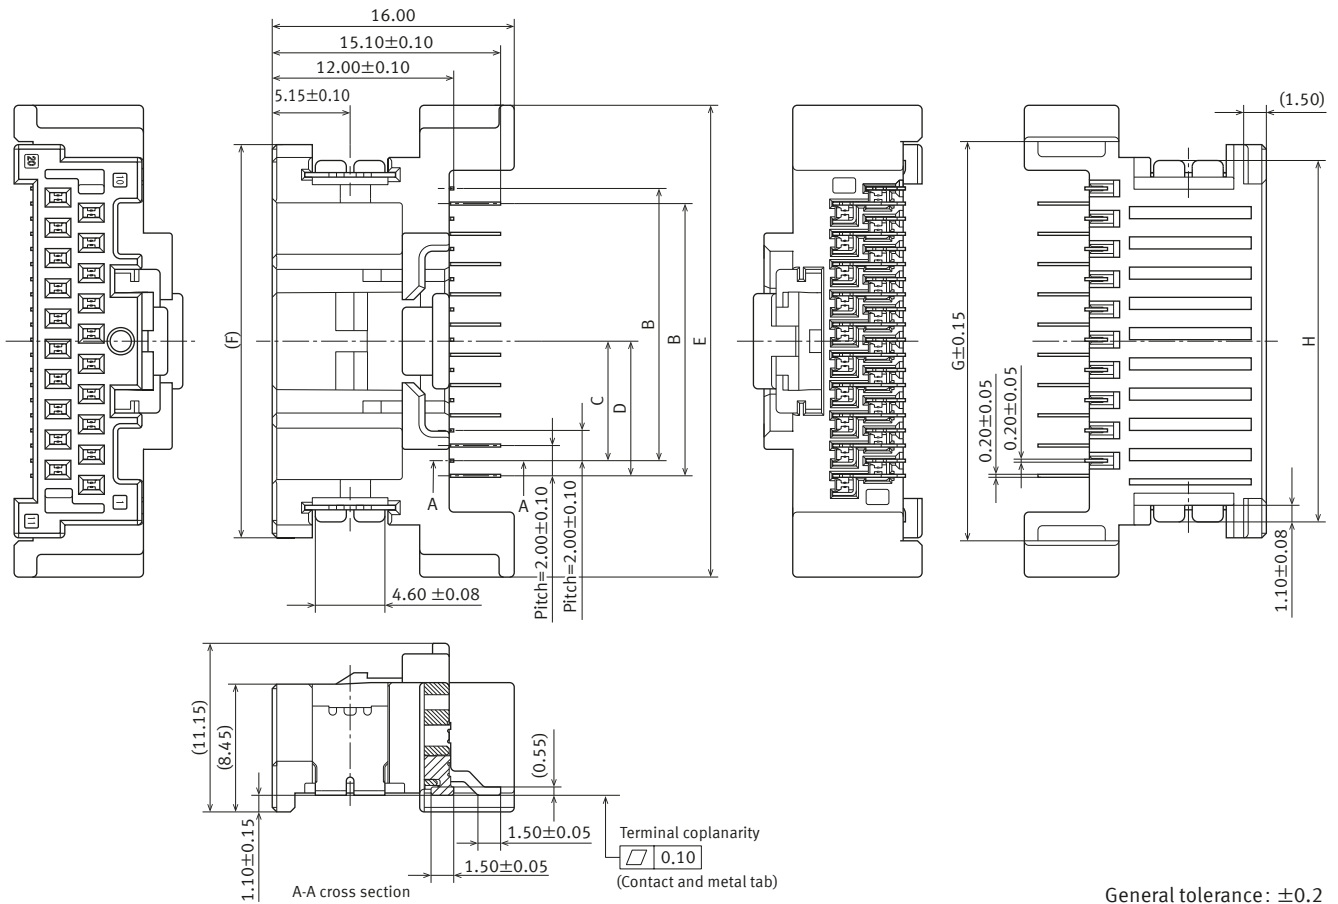 16.00
15.10±0.10
12.00±0.10
5.15±0.10
(1.50)
20
10
1
11
(F)
A
A
B
B
C
D
E
G±0.15
H
0.20±0.05
0.20±0.05
Pitch=2.00±0.10
Pitch=2.00±0.10
1.10±0.08
4.60 ±0.08
(11.15)
(8.45)
1.10±0.15
(0.55)
1.50±0.05
1.50±0.05
Terminal coplanarity
0.10
(Contact and metal tab)
A-A cross section
General tolerance: ±0.2